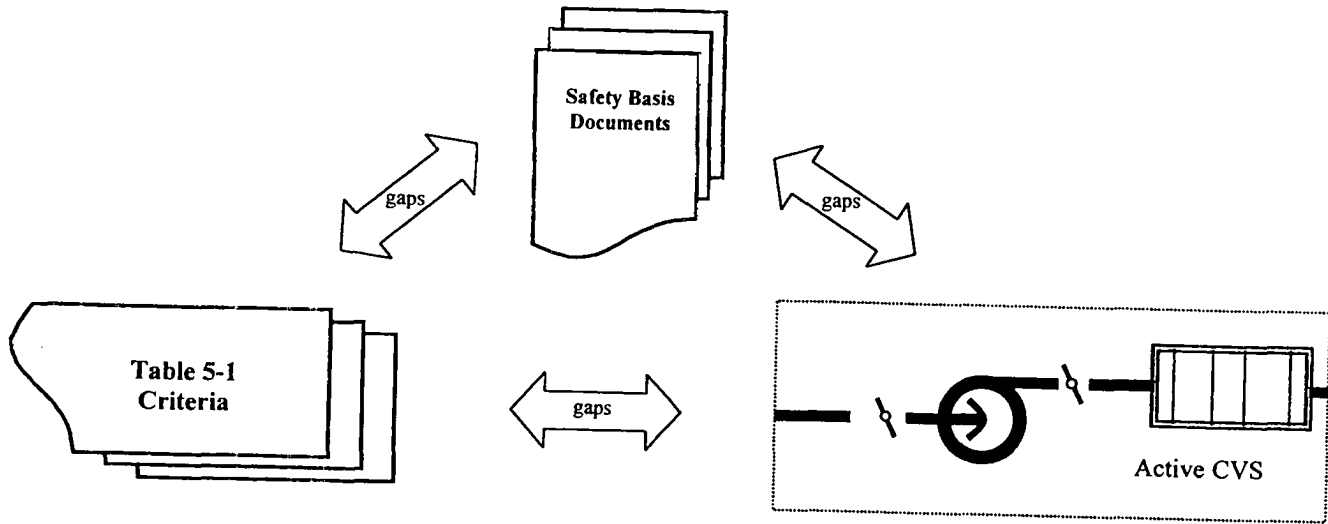 Safety Basis
Documents
gaps
gaps
Table 5-1
Criteria
gaps
Active CVS